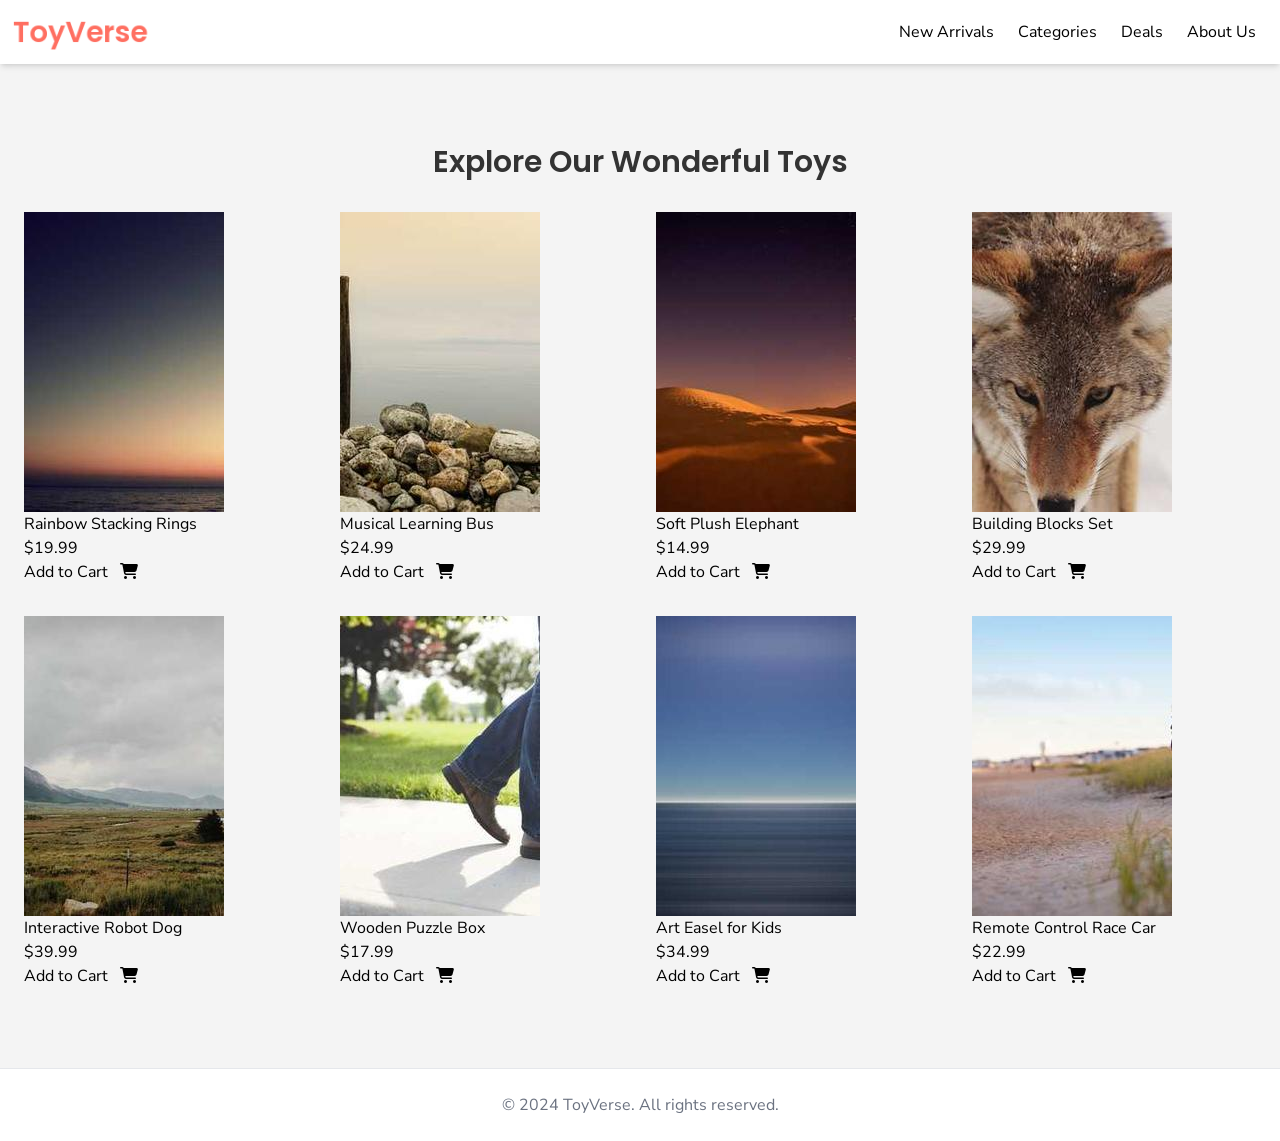 ToyVerse
New Arrivals
Categories
Deals
About Us
Explore Our Wonderful Toys
Rainbow Stacking Rings
$19.99
Add to Cart
Musical Learning Bus
$24.99
Add to Cart
Soft Plush Elephant
$14.99
Add to Cart
Building Blocks Set
$29.99
Add to Cart
Interactive Robot Dog
$39.99
Add to Cart
Wooden Puzzle Box
$17.99
Add to Cart
Art Easel for Kids
$34.99
Add to Cart
Remote Control Race Car
$22.99
Add to Cart
© 2024 ToyVerse. All rights reserved.